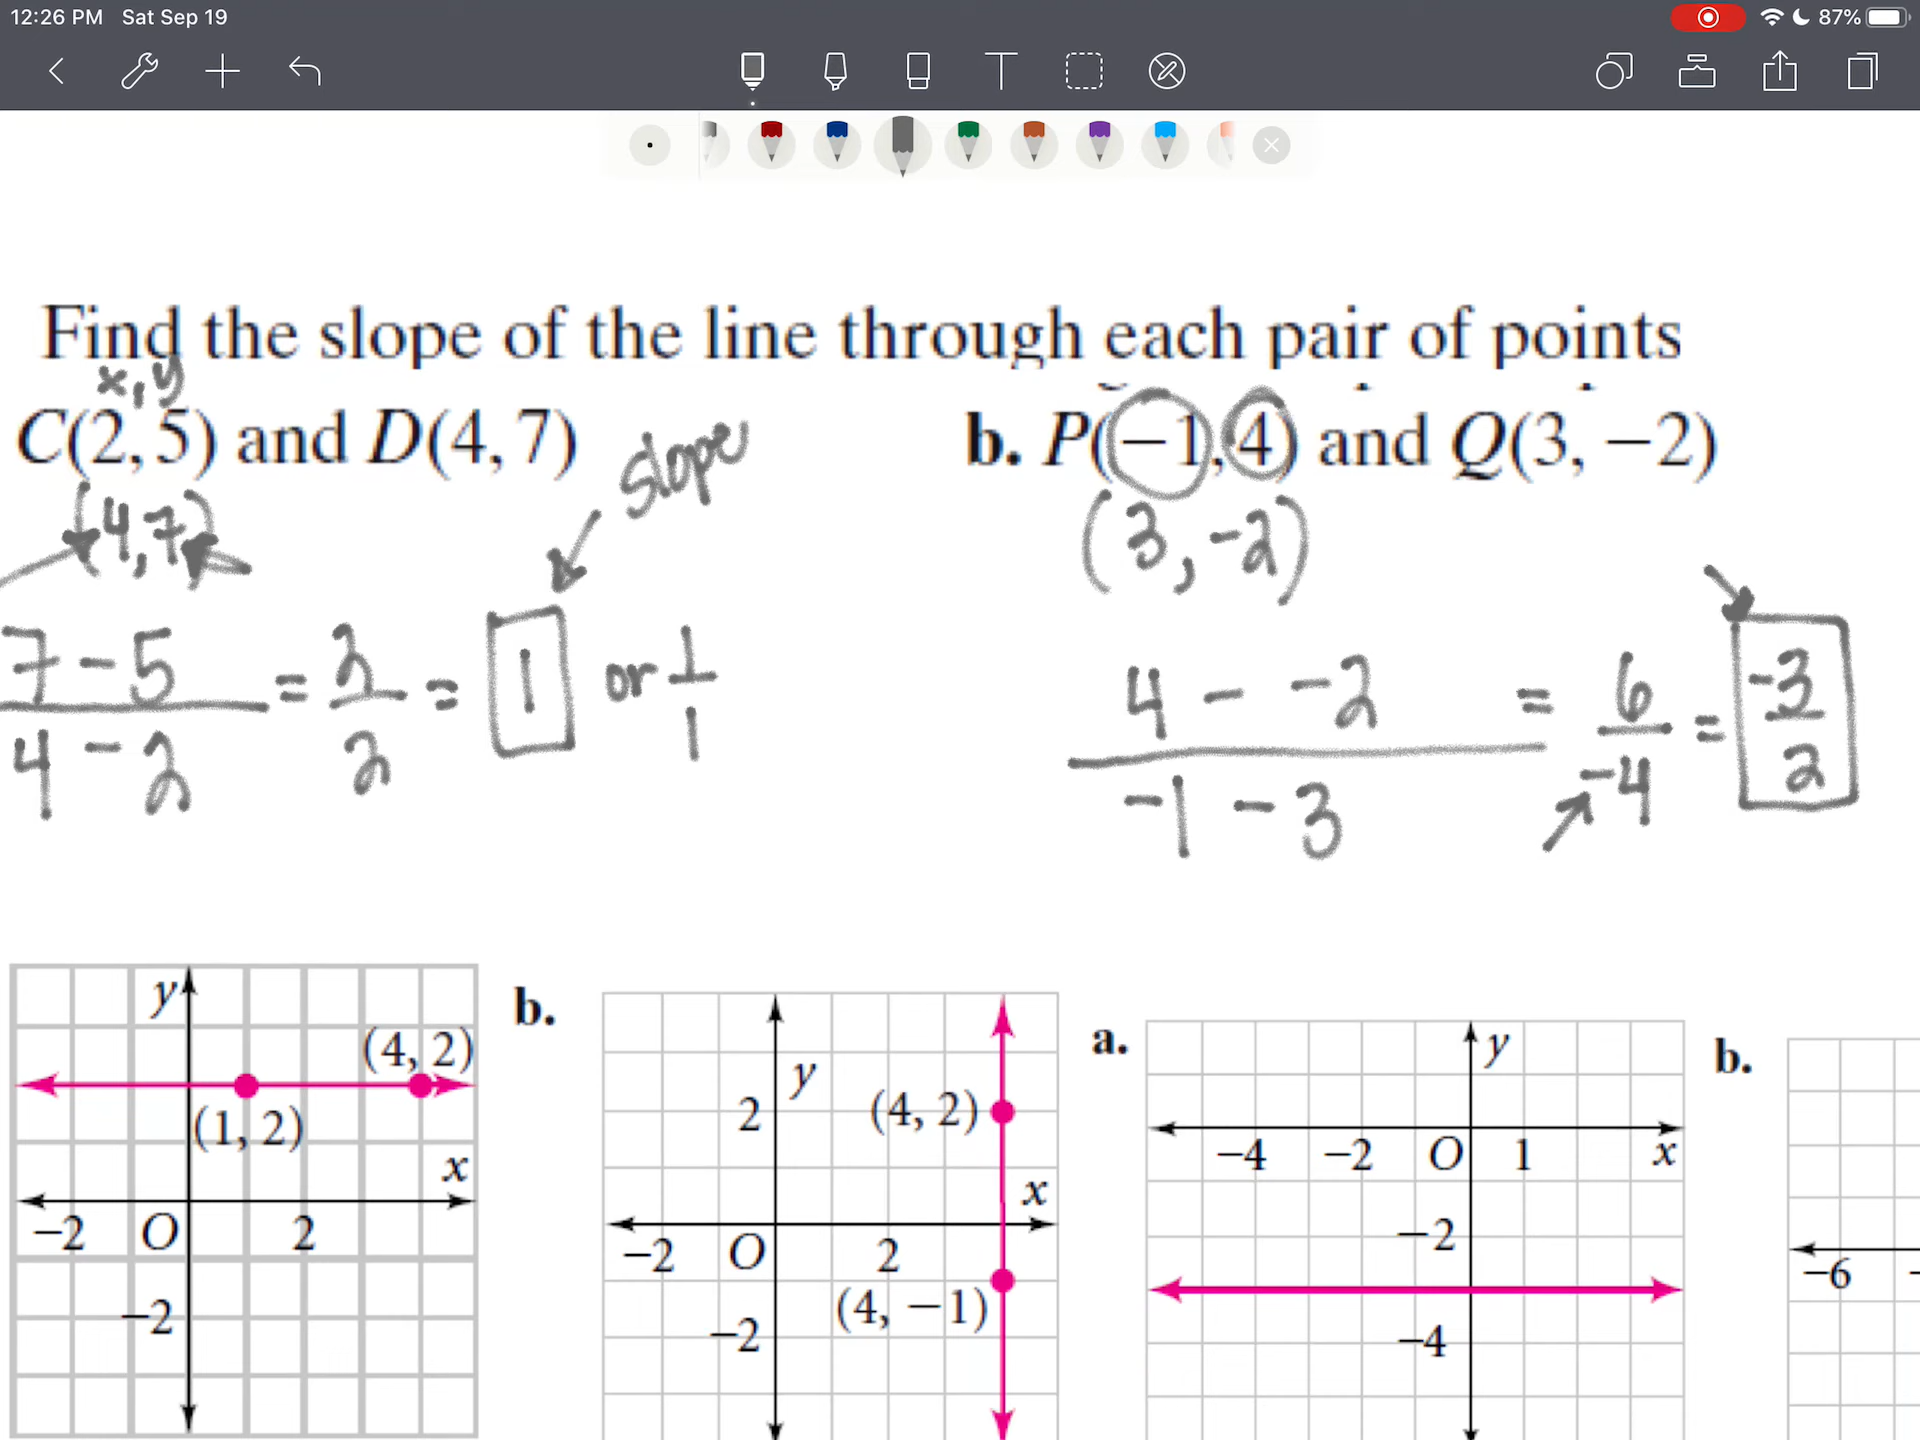 12:26 PM Sat Sep 19
87%
T
Find the slope of the line through each pair of points
x, y
C(2, 5) and D(4, 7)
slope
(4, 7)
7 - 5 = 2 = 1 or 1
4 - 2 2 1
b. P(−1, 4) and Q(3, −2)
(3, -2)
4 - -2 = 6 = -3
-1 - 3 -4 2
y
(4, 2)
(1, 2)
x
−2 O 2
−2
b.
y
2
(4, 2)
x
−2 O 2
(4, −1)
−2
a.
y
−4 −2 O 1 x
−2
−4
b.
−6